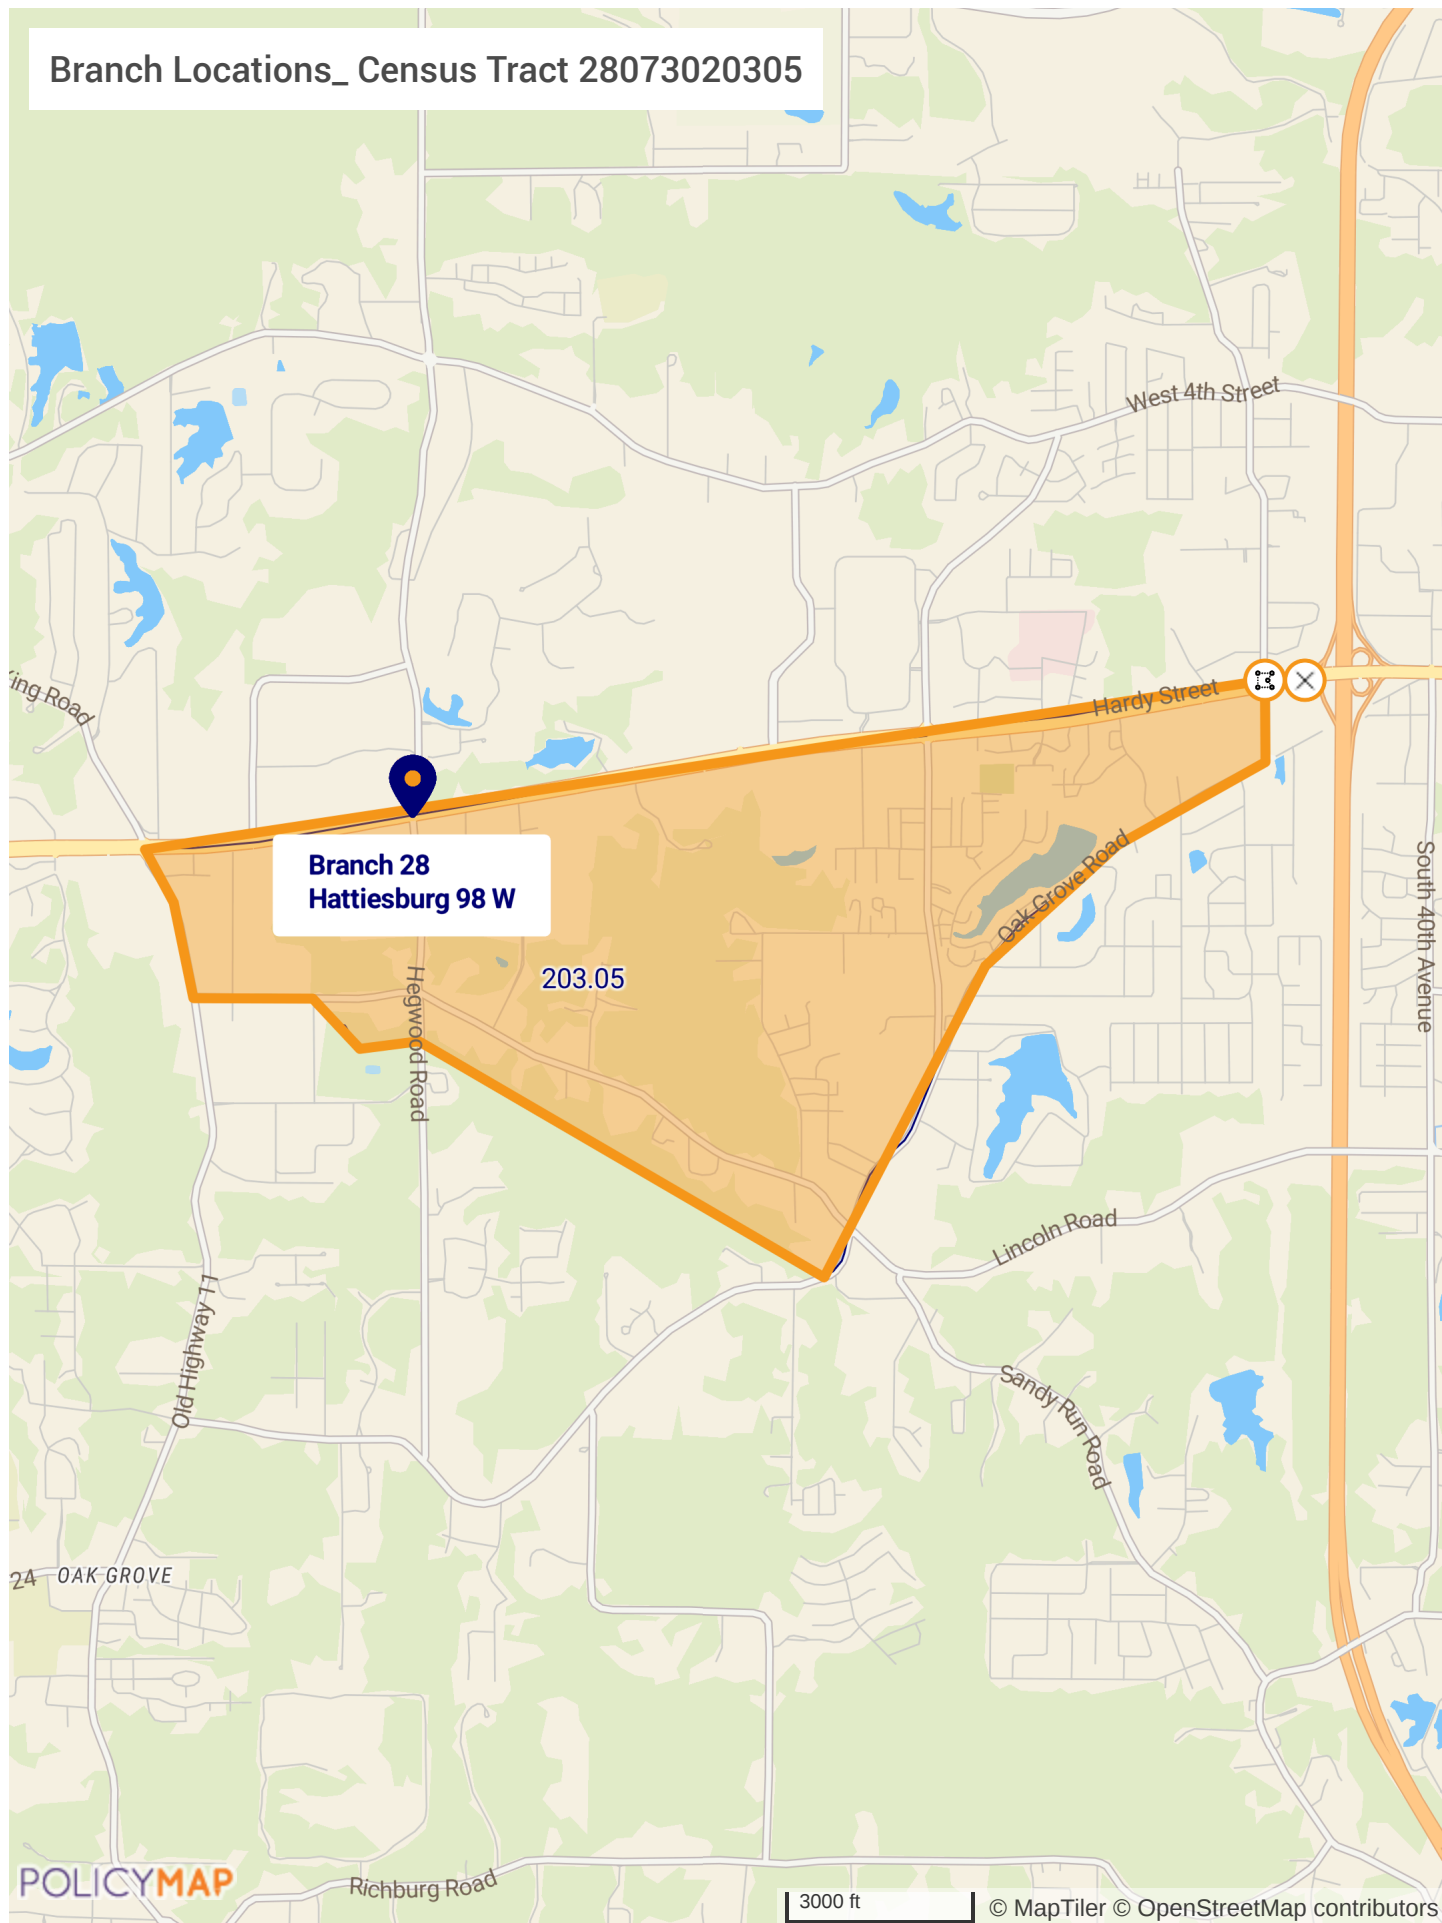 Branch Locations_ Census Tract 28073020305
West 4th Street
King Road
Hardy Street
Branch 28
Hattiesburg 98 W
Oak Grove Road
South 40th Avenue
203.05
Hegwood Road
Lincoln Road
Old Highway 11
Sandy Run Road
24
OAK GROVE
POLICYMAP
Richburg Road
3000 ft
© MapTiler © OpenStreetMap contributors